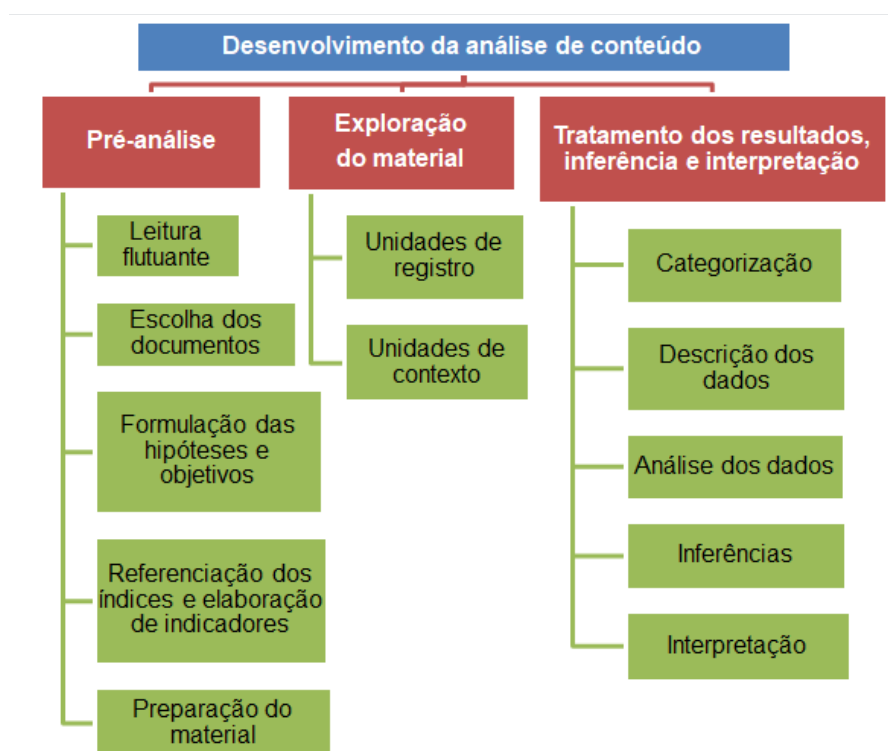 Desenvolvimento da análise de conteúdo
Pré-análise
Leitura
flutuante
Escolha dos
documentos
Formulação das
hipóteses e
objetivos
Referenciação dos
índices e elaboração
de indicadores
Preparação do
material
Exploração
do material
Unidades de
registro
Unidades de
contexto
Tratamento dos resultados,
inferência e interpretação
Categorização
Descrição dos
dados
Análise dos dados
Inferências
Interpretação